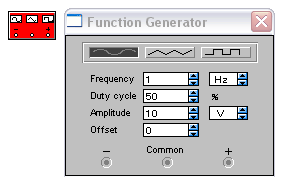 Function Generator
Frequency 1 Hz
Duty cycle 50 %
Amplitude 10 V
Offset 0
− Common +